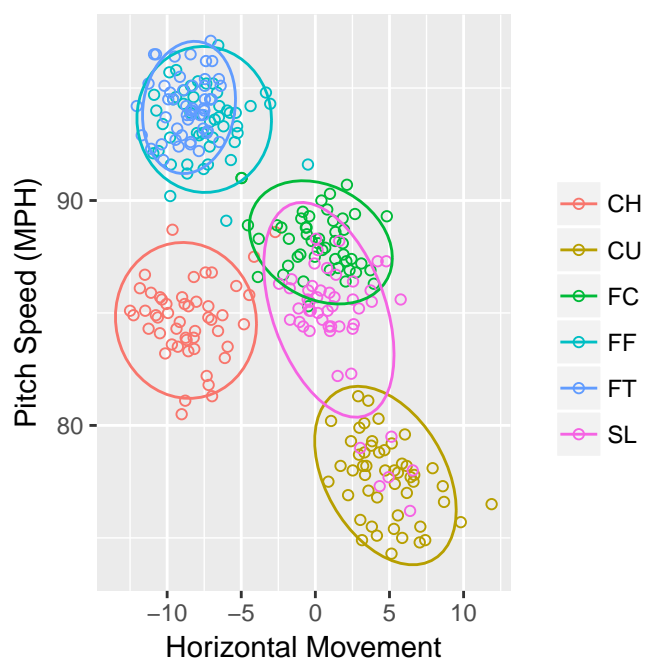 90
80
Pitch Speed (MPH)
−10 −5 0 5 10
Horizontal Movement
CH
CU
FC
FF
FT
SL